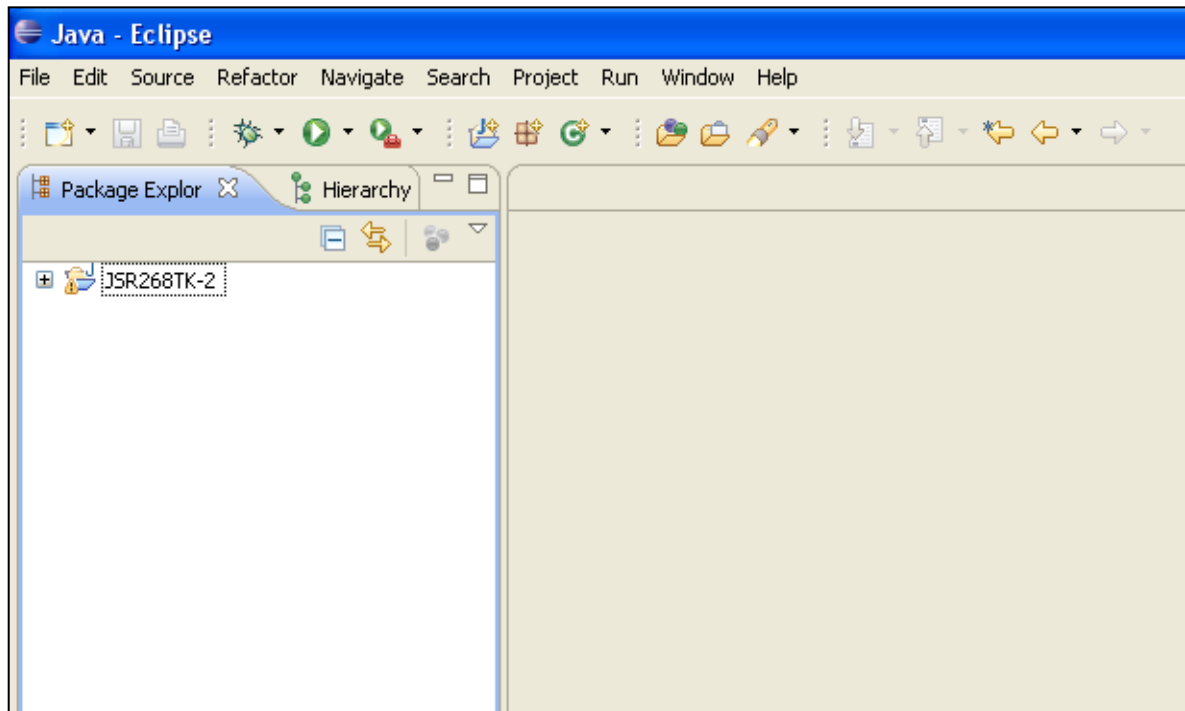 Java - Eclipse
File Edit Source Refactor Navigate Search Project Run Window Help
Package Explor Hierarchy
JSR268TK-2